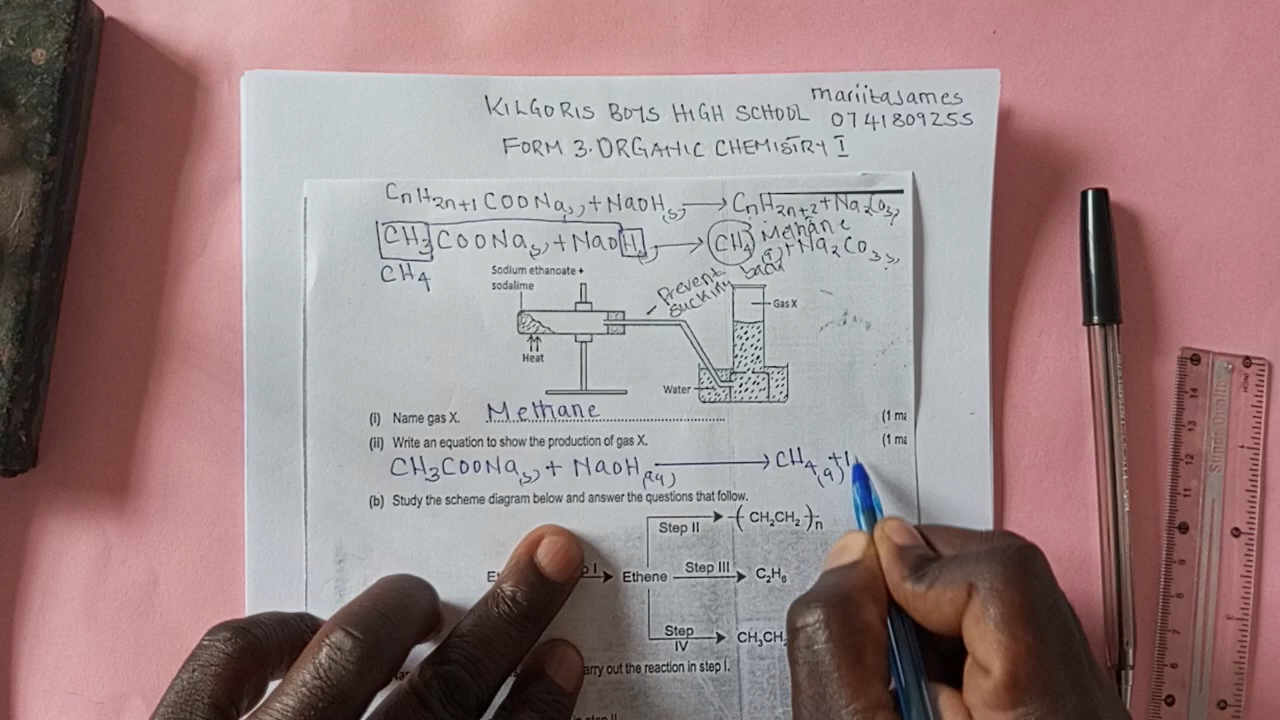 mariitaJames
KILGORIS BOYS HIGH SCHOOL 0741809255
FORM 3. ORGANIC CHEMISTRY I
CnH2n+1COONa(s) + NaOH(s) → CnH2n+2 + Na2CO3
CH3COONa(s) + NaOH(s) → CH4(g) + Na2CO3(s)
Methane
CH4
Prevent sucking back
Sodium ethanoate +
sodalime
Gas X
Heat
Water
(i) Name gas X. Methane (1 ma
(ii) Write an equation to show the production of gas X. (1 ma
CH3COONa(s) + NaOH(aq) → CH4(g) +
(b) Study the scheme diagram below and answer the questions that follow.
Step II (CH2CH2)n
Ethene Step III C2H6
Step IV CH3CH2
arry out the reaction in step I.